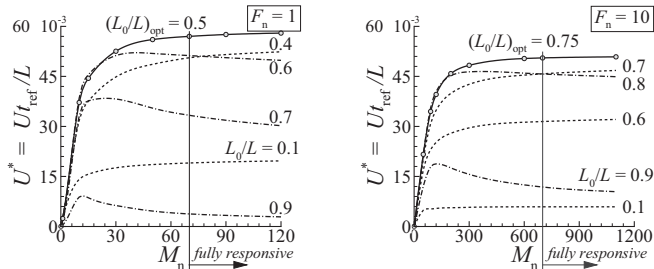 60 10⁻³
(L₀/L)opt = 0.5
Fₙ = 1
0.4
0.6
45
30
0.7
L₀/L = 0.1
15
0.9
0
0 30 60 90 120
Mₙ fully responsive
U* = Utref/L
60 10⁻³
Fₙ = 10
(L₀/L)opt = 0.75
0.7
0.8
45
0.6
30
L₀/L = 0.9
15
0.1
0
0 300 600 900 1200
Mₙ fully responsive
U* = Utref/L